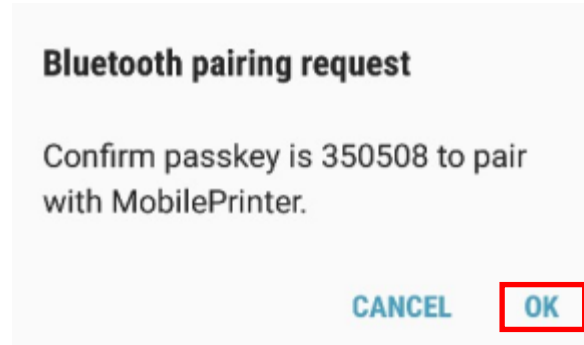 Bluetooth pairing request
Confirm passkey is 350508 to pair
with MobilePrinter.
CANCEL OK